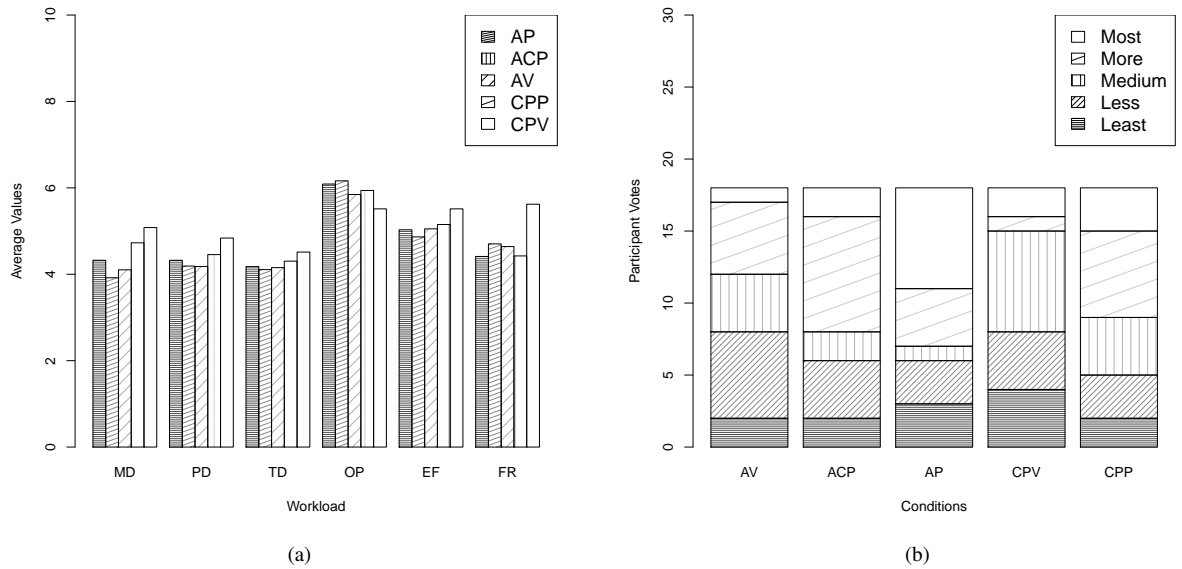 Average Values
10
8
6
4
2
0
AP
ACP
AV
CPP
CPV
MD PD TD OP EF FR
Workload
(a)
Participant Votes
30
25
20
15
10
5
0
Most
More
Medium
Less
Least
AV ACP AP CPV CPP
Conditions
(b)